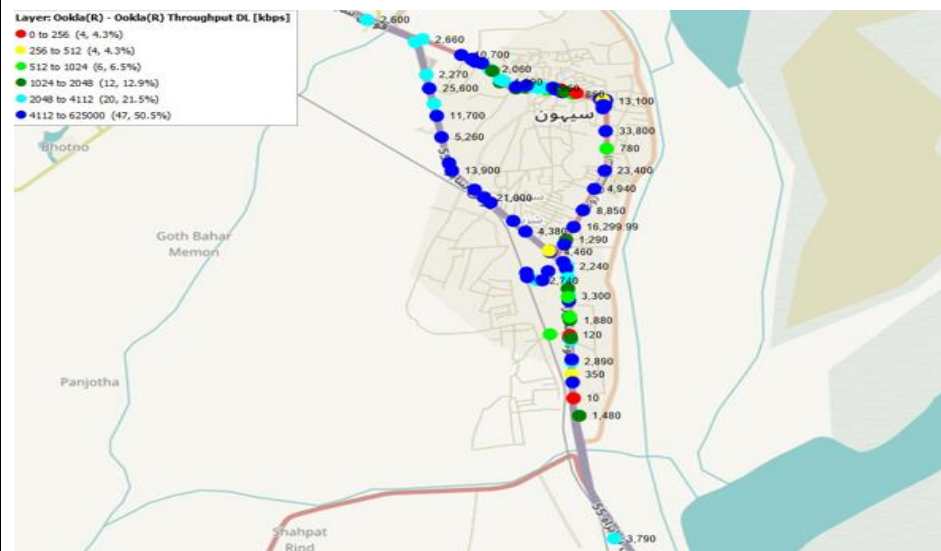 Layer: Ookla(R) - Ookla(R) Throughput DL [kbps]
0 to 256 (4, 4.3%)
256 to 512 (4, 4.3%)
512 to 1024 (6, 6.5%)
1024 to 2048 (12, 12.9%)
2048 to 4112 (20, 21.5%)
4112 to 625000 (47, 50.5%)
2,600
2,660
2,060
2,270
25,600
13,100
سيهون
11,700
33,800
Bhotno
5,260
780
13,900
23,400
4,940
21,000
8,850
16,299.99
4,380
Goth Bahar
Memon
1,290
4,460
2,240
2,740
3,300
1,880
120
2,890
350
Panjotha
10
1,480
Shahpat
Rind
3,790